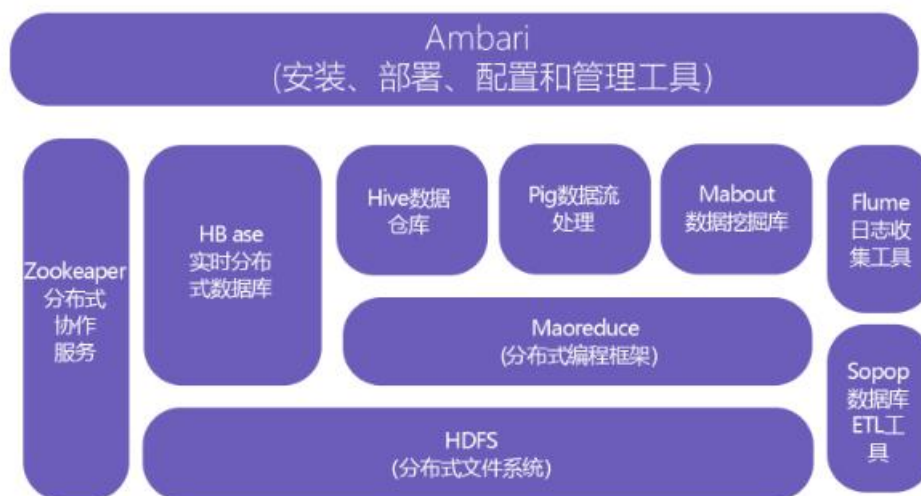 Ambari
(安装、部署、配置和管理工具)
Zookeaper
分布式
协作
服务
HB ase
实时分布
式数据库
Hive数据
仓库
Pig数据流
处理
Mabout
数据挖掘库
Flume
日志收
集工具
Maoreduce
(分布式编程框架)
Sopop
数据库
ETL工
具
HDFS
(分布式文件系统)